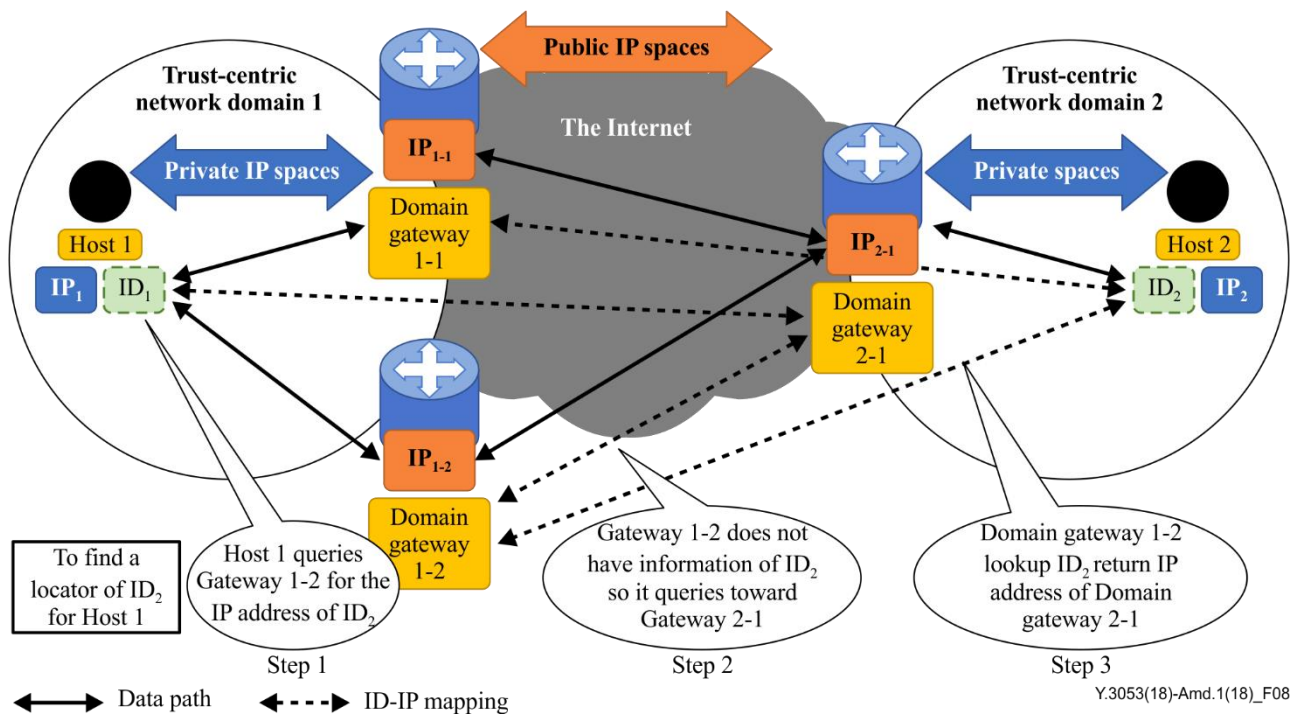 Public IP spaces
Trust-centric
network domain 1
Trust-centric
network domain 2
The Internet
Private IP spaces
IP1-1
Domain
gateway
1-1
Private spaces
Host 1
IP1
ID1
IP2-1
Domain
gateway
2-1
Host 2
ID2
IP2
IP1-2
Domain
gateway
1-2
To find a
locator of ID2
for Host 1
Host 1 queries
Gateway 1-2 for the
IP address of ID2
Step 1
Gateway 1-2 does not
have information of ID2
so it queries toward
Gateway 2-1
Step 2
Domain gateway 1-2
lookup ID2 return IP
address of Domain
gateway 2-1
Step 3
Data path
ID-IP mapping
Y.3053(18)-Amd.1(18)_F08